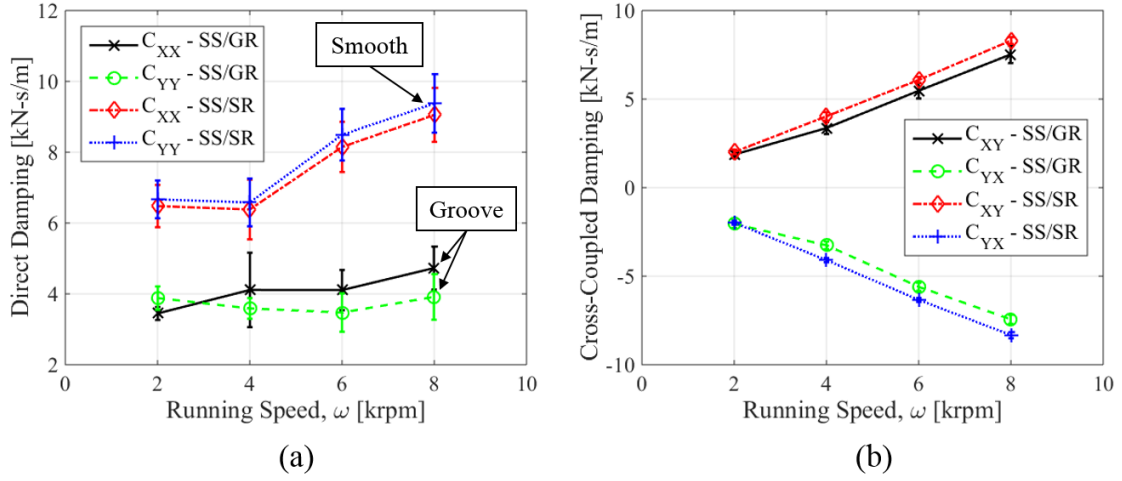 12
10
8
6
4
2
0
2
4
6
8
10
Direct Damping [kN-s/m]
Running Speed, ω [krpm]
C_XX - SS/GR
C_YY - SS/GR
C_XX - SS/SR
C_YY - SS/SR
Smooth
Groove
(a)
10
5
0
-5
-10
0
2
4
6
8
10
Cross-Coupled Damping [kN-s/m]
Running Speed, ω [krpm]
C_XY - SS/GR
C_YX - SS/GR
C_XY - SS/SR
C_YX - SS/SR
(b)